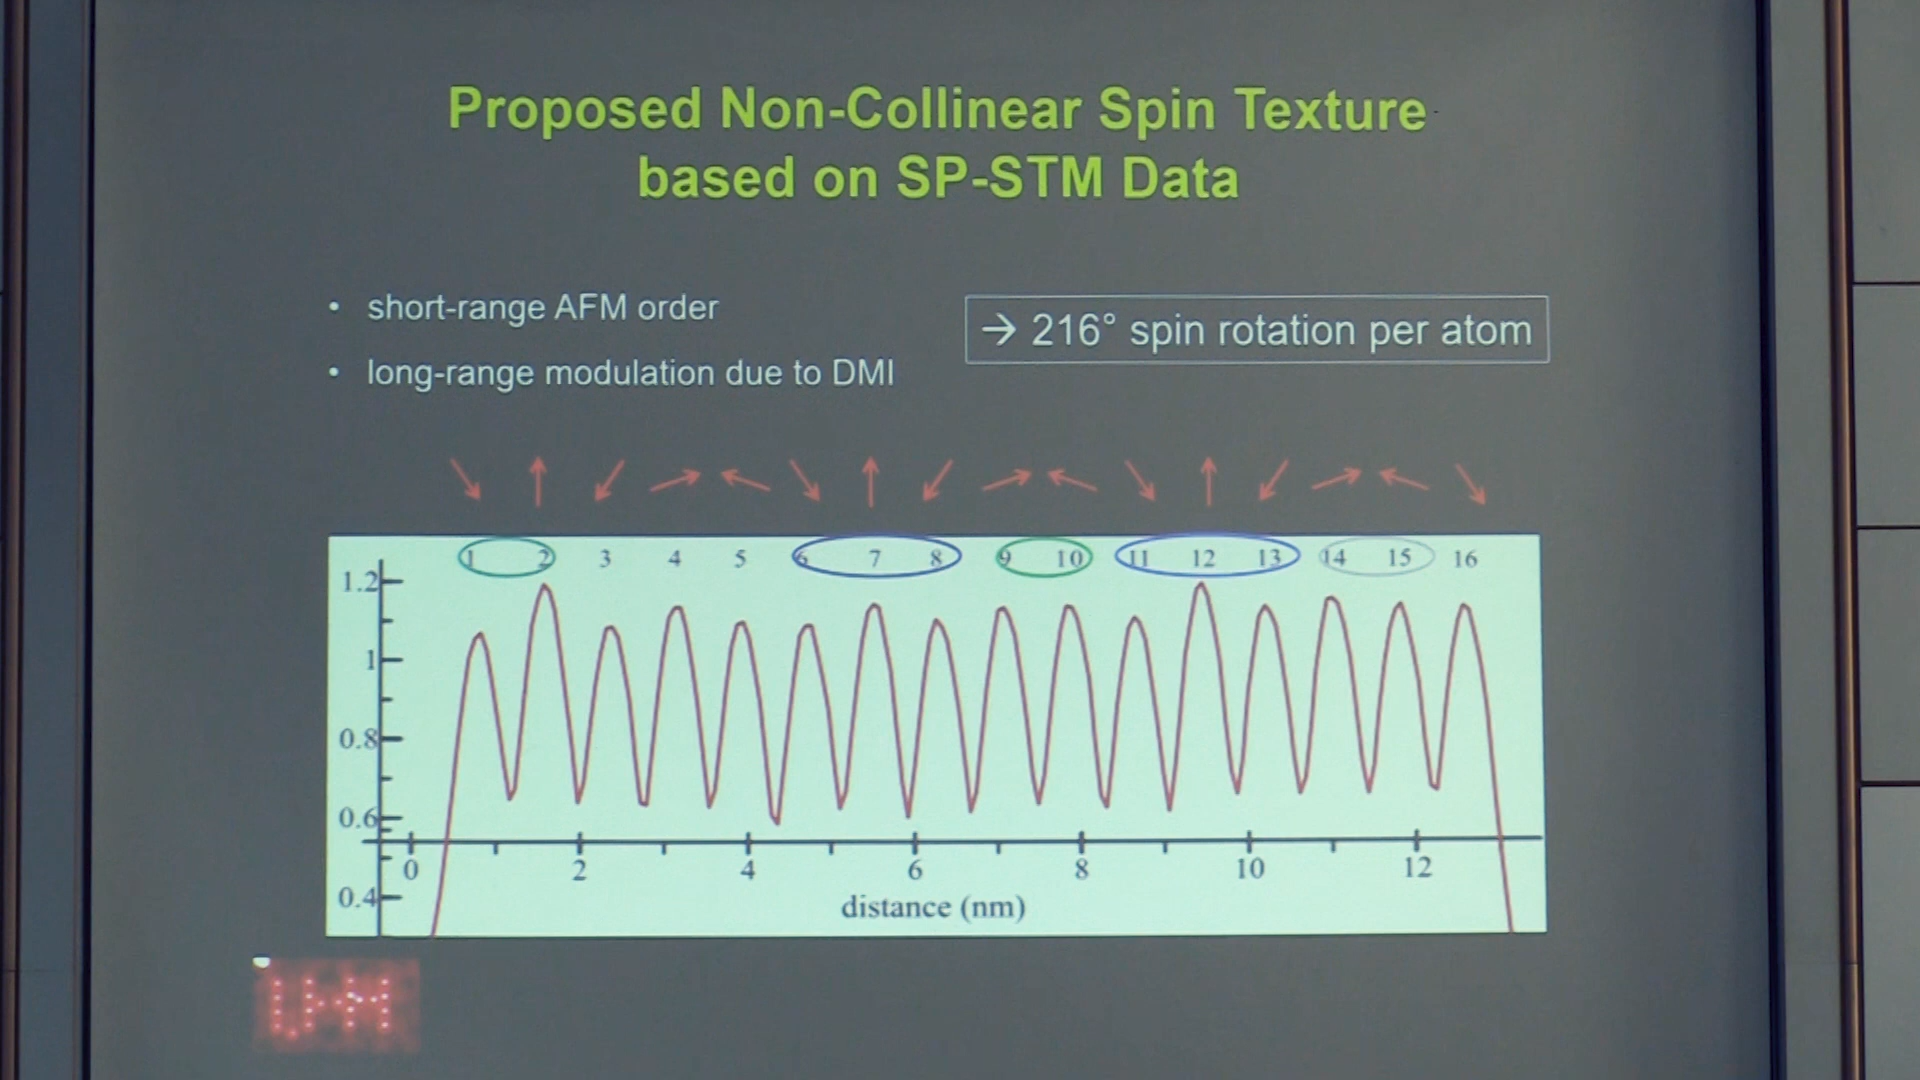 Proposed Non-Collinear Spin Texture
based on SP-STM Data
• short-range AFM order
• long-range modulation due to DMI
→ 216° spin rotation per atom
1 2 3 4 5 6 7 8 9 10 11 12 13 14 15 16
1.2
1
0.8
0.6
0.4
0 2 4 6 8 10 12
distance (nm)